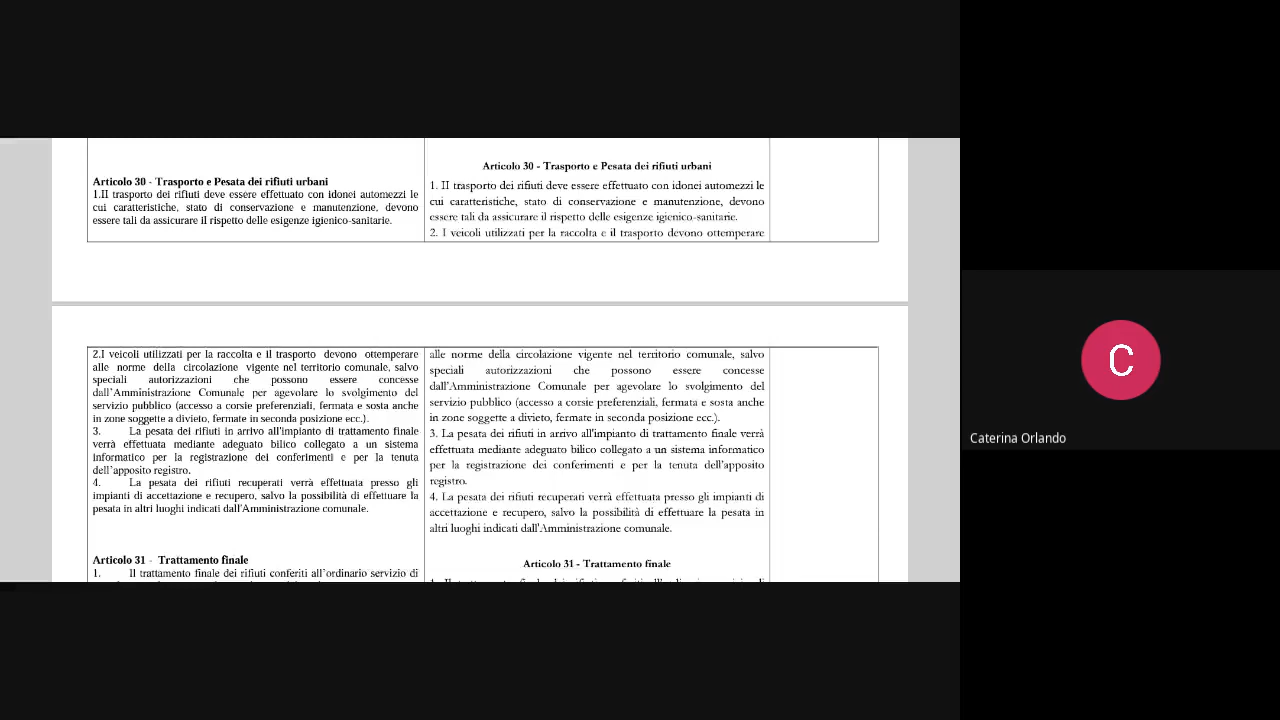 Articolo 30 - Trasporto e Pesata dei rifiuti urbani
1.II trasporto dei rifiuti deve essere effettuato con idonei automezzi le
cui caratteristiche, stato di conservazione e manutenzione, devono
essere tali da assicurare il rispetto delle esigenze igienico-sanitarie.
Articolo 30 - Trasporto e Pesata dei rifiuti urbani
1. II trasporto dei rifiuti deve essere effettuato con idonei automezzi le
cui caratteristiche, stato di conservazione e manutenzione, devono
essere tali da assicurare il rispetto delle esigenze igienico-sanitarie.
2. I veicoli utilizzati per la raccolta e il trasporto devono ottemperare
2.I veicoli utilizzati per la raccolta e il trasporto devono ottemperare
alle norme della circolazione vigente nel territorio comunale, salvo
speciali autorizzazioni che possono essere concesse
dall'Amministrazione Comunale per agevolare lo svolgimento del
servizio pubblico (accesso a corsie preferenziali, fermata e sosta anche
in zone soggette a divieto, fermate in seconda posizione ecc.).
3. La pesata dei rifiuti in arrivo all'impianto di trattamento finale
verrà effettuata mediante adeguato bilico collegato a un sistema
informatico per la registrazione dei conferimenti e per la tenuta
dell'apposito registro.
4. La pesata dei rifiuti recuperati verrà effettuata presso gli
impianti di accettazione e recupero, salvo la possibilità di effettuare la
pesata in altri luoghi indicati dall'Amministrazione comunale.
Articolo 31 - Trattamento finale
1. Il trattamento finale dei rifiuti conferiti all'ordinario servizio di
alle norme della circolazione vigente nel territorio comunale, salvo
speciali autorizzazioni che possono essere concesse
dall'Amministrazione Comunale per agevolare lo svolgimento del
servizio pubblico (accesso a corsie preferenziali, fermata e sosta anche
in zone soggette a divieto, fermate in seconda posizione ecc.).
3. La pesata dei rifiuti in arrivo all'impianto di trattamento finale verrà
effettuata mediante adeguato bilico collegato a un sistema informatico
per la registrazione dei conferimenti e per la tenuta dell'apposito
registro.
4. La pesata dei rifiuti recuperati verrà effettuata presso gli impianti di
accettazione e recupero, salvo la possibilità di effettuare la pesata in
altri luoghi indicati dall'Amministrazione comunale.
Articolo 31 - Trattamento finale
C
Caterina Orlando